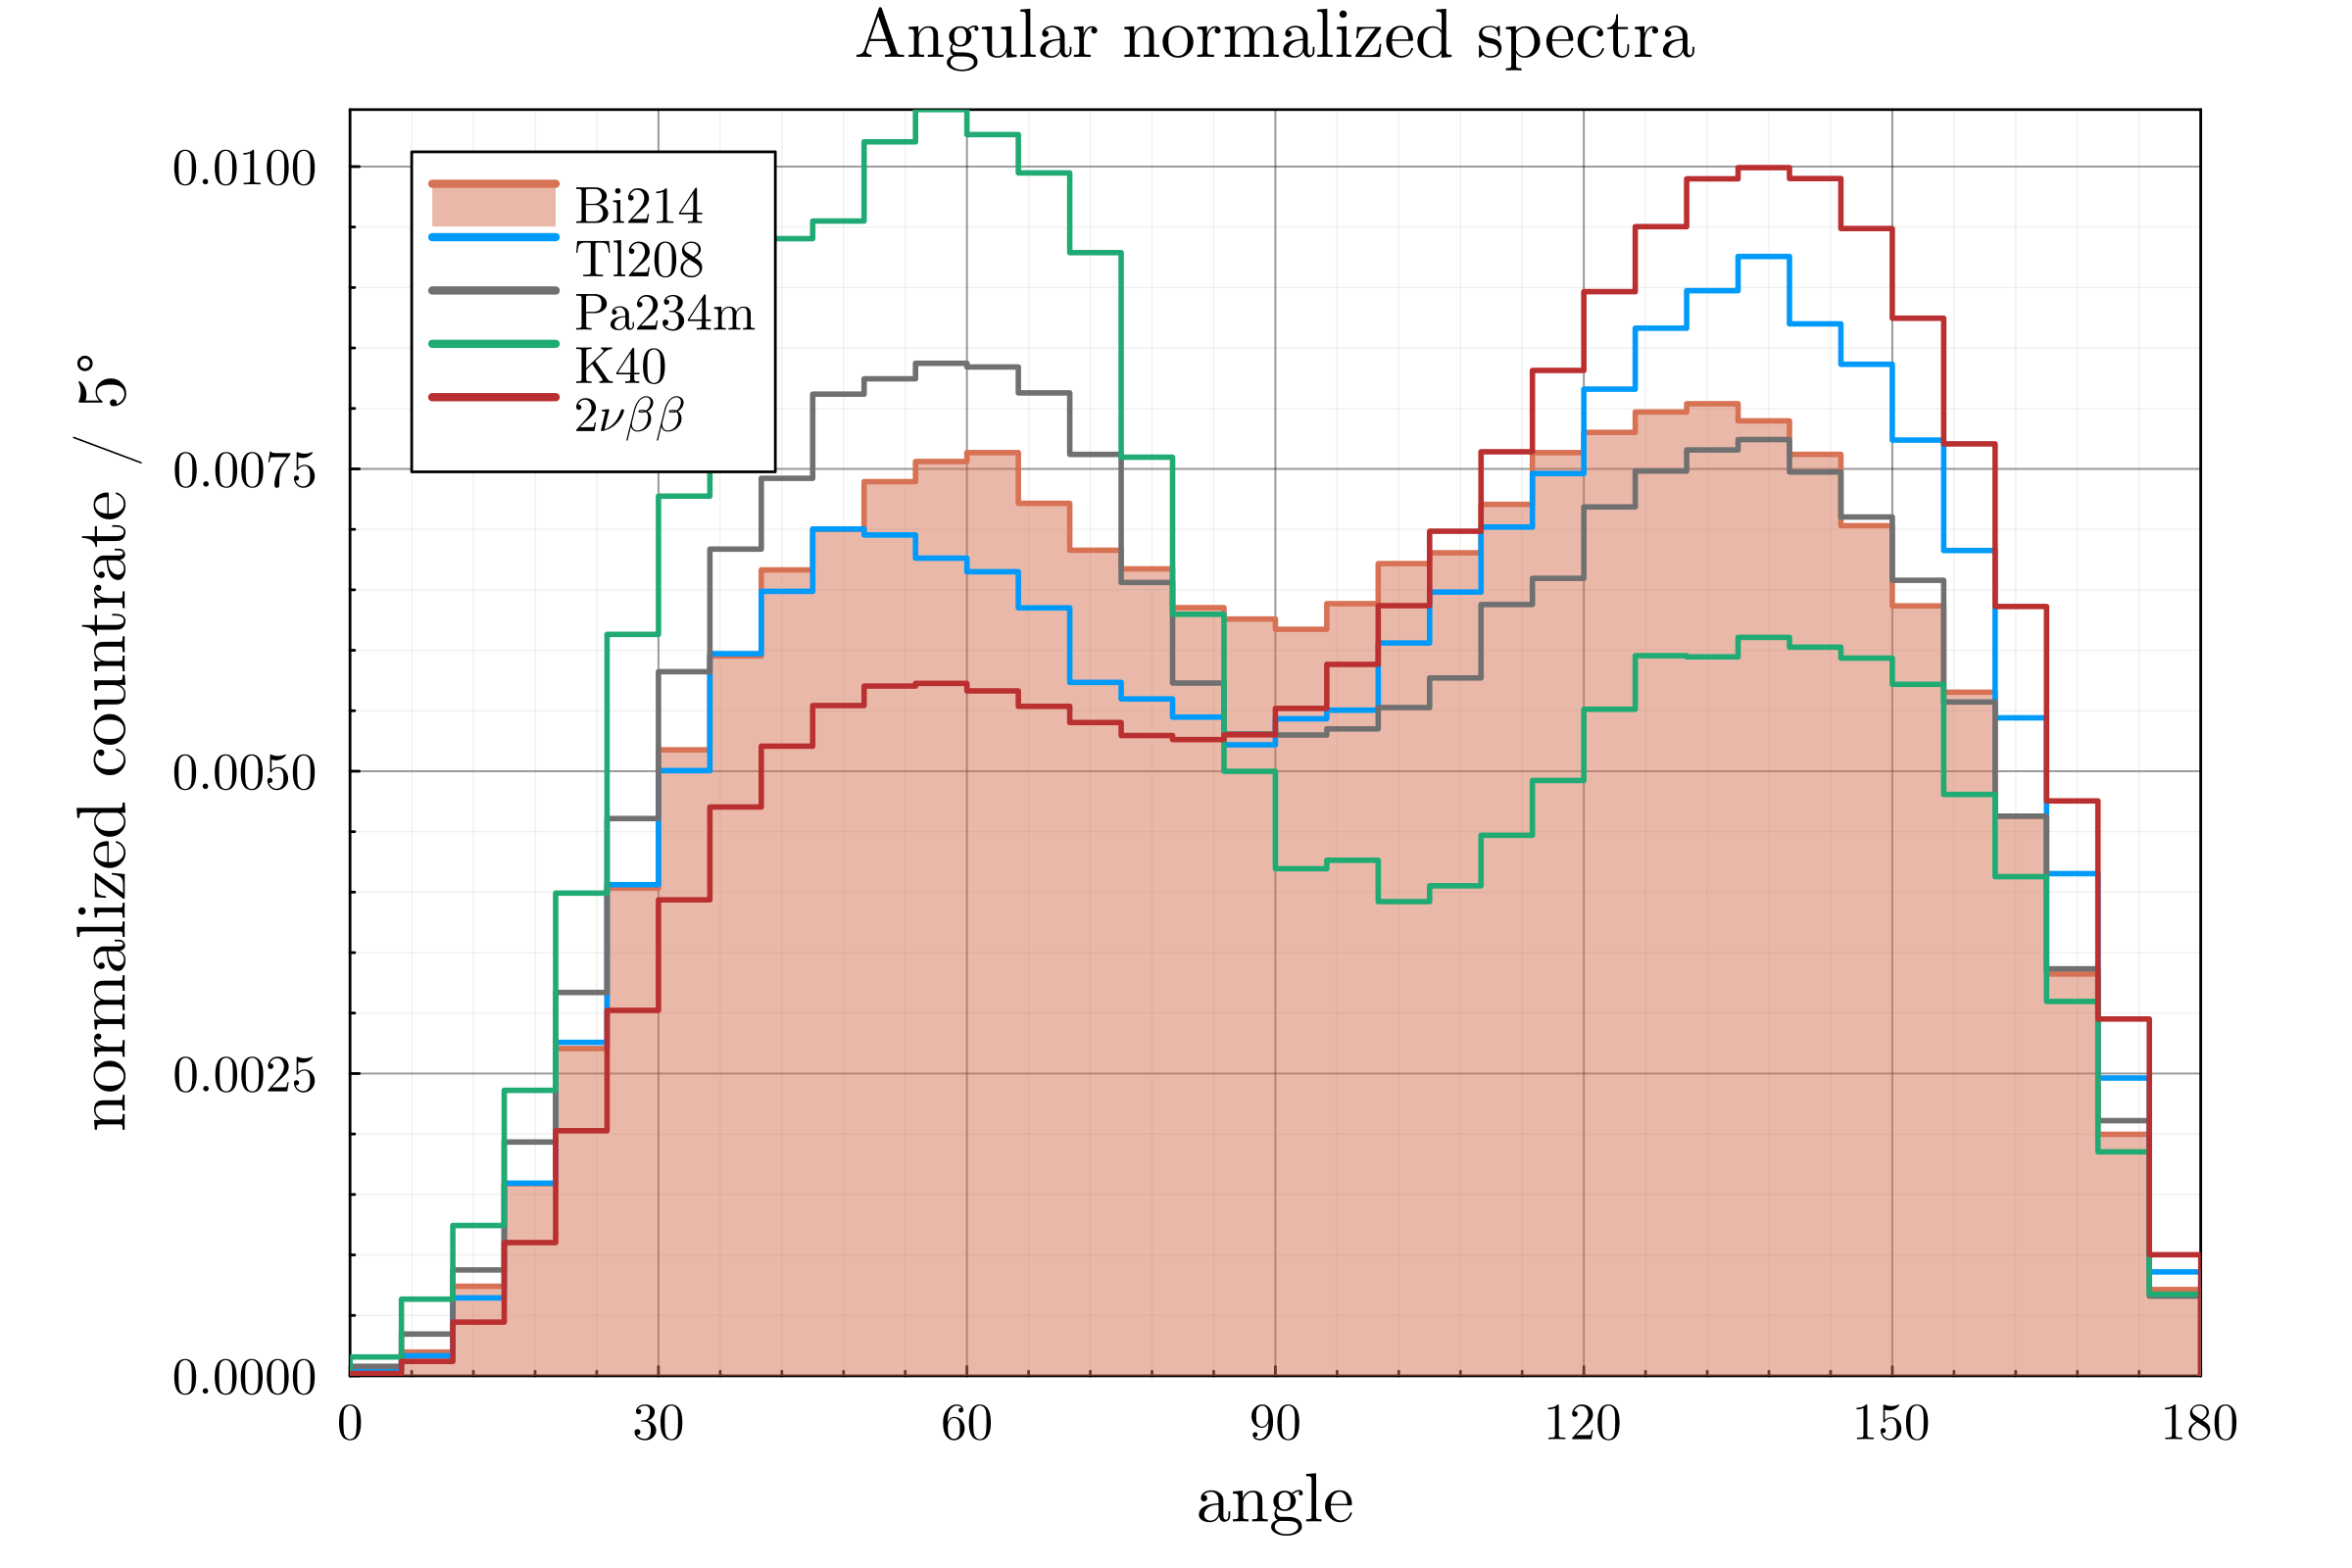 Angular normalized spectra
normalized countrate / 5°
0.0100
0.0075
0.0050
0.0025
0.0000
Bi214
Tl208
Pa234m
K40
2νββ
0 30 60 90 120 150 180
angle